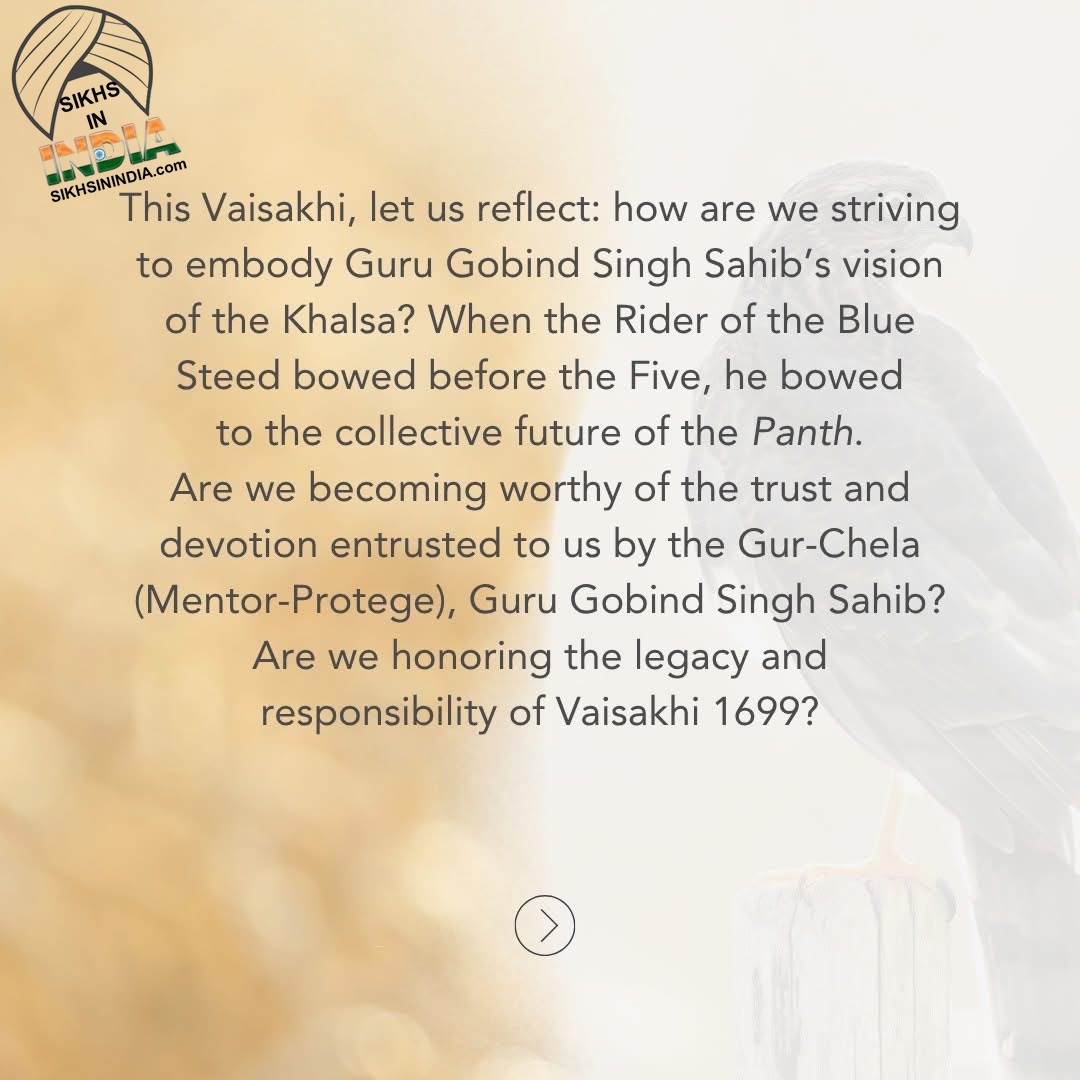 SIKHS
IN
INDIA
SIKHSININDIA.com
This Vaisakhi, let us reflect: how are we striving
to embody Guru Gobind Singh Sahib’s vision
of the Khalsa? When the Rider of the Blue
Steed bowed before the Five, he bowed
to the collective future of the Panth.
Are we becoming worthy of the trust and
devotion entrusted to us by the Gur-Chela
(Mentor-Protege), Guru Gobind Singh Sahib?
Are we honoring the legacy and
responsibility of Vaisakhi 1699?